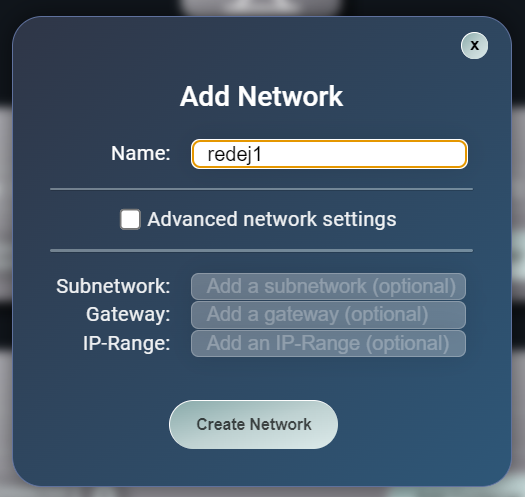 x
Add Network
Name: redej1
Advanced network settings
Subnetwork: Add a subnetwork (optional)
Gateway: Add a gateway (optional)
IP-Range: Add an IP-Range (optional)
Create Network